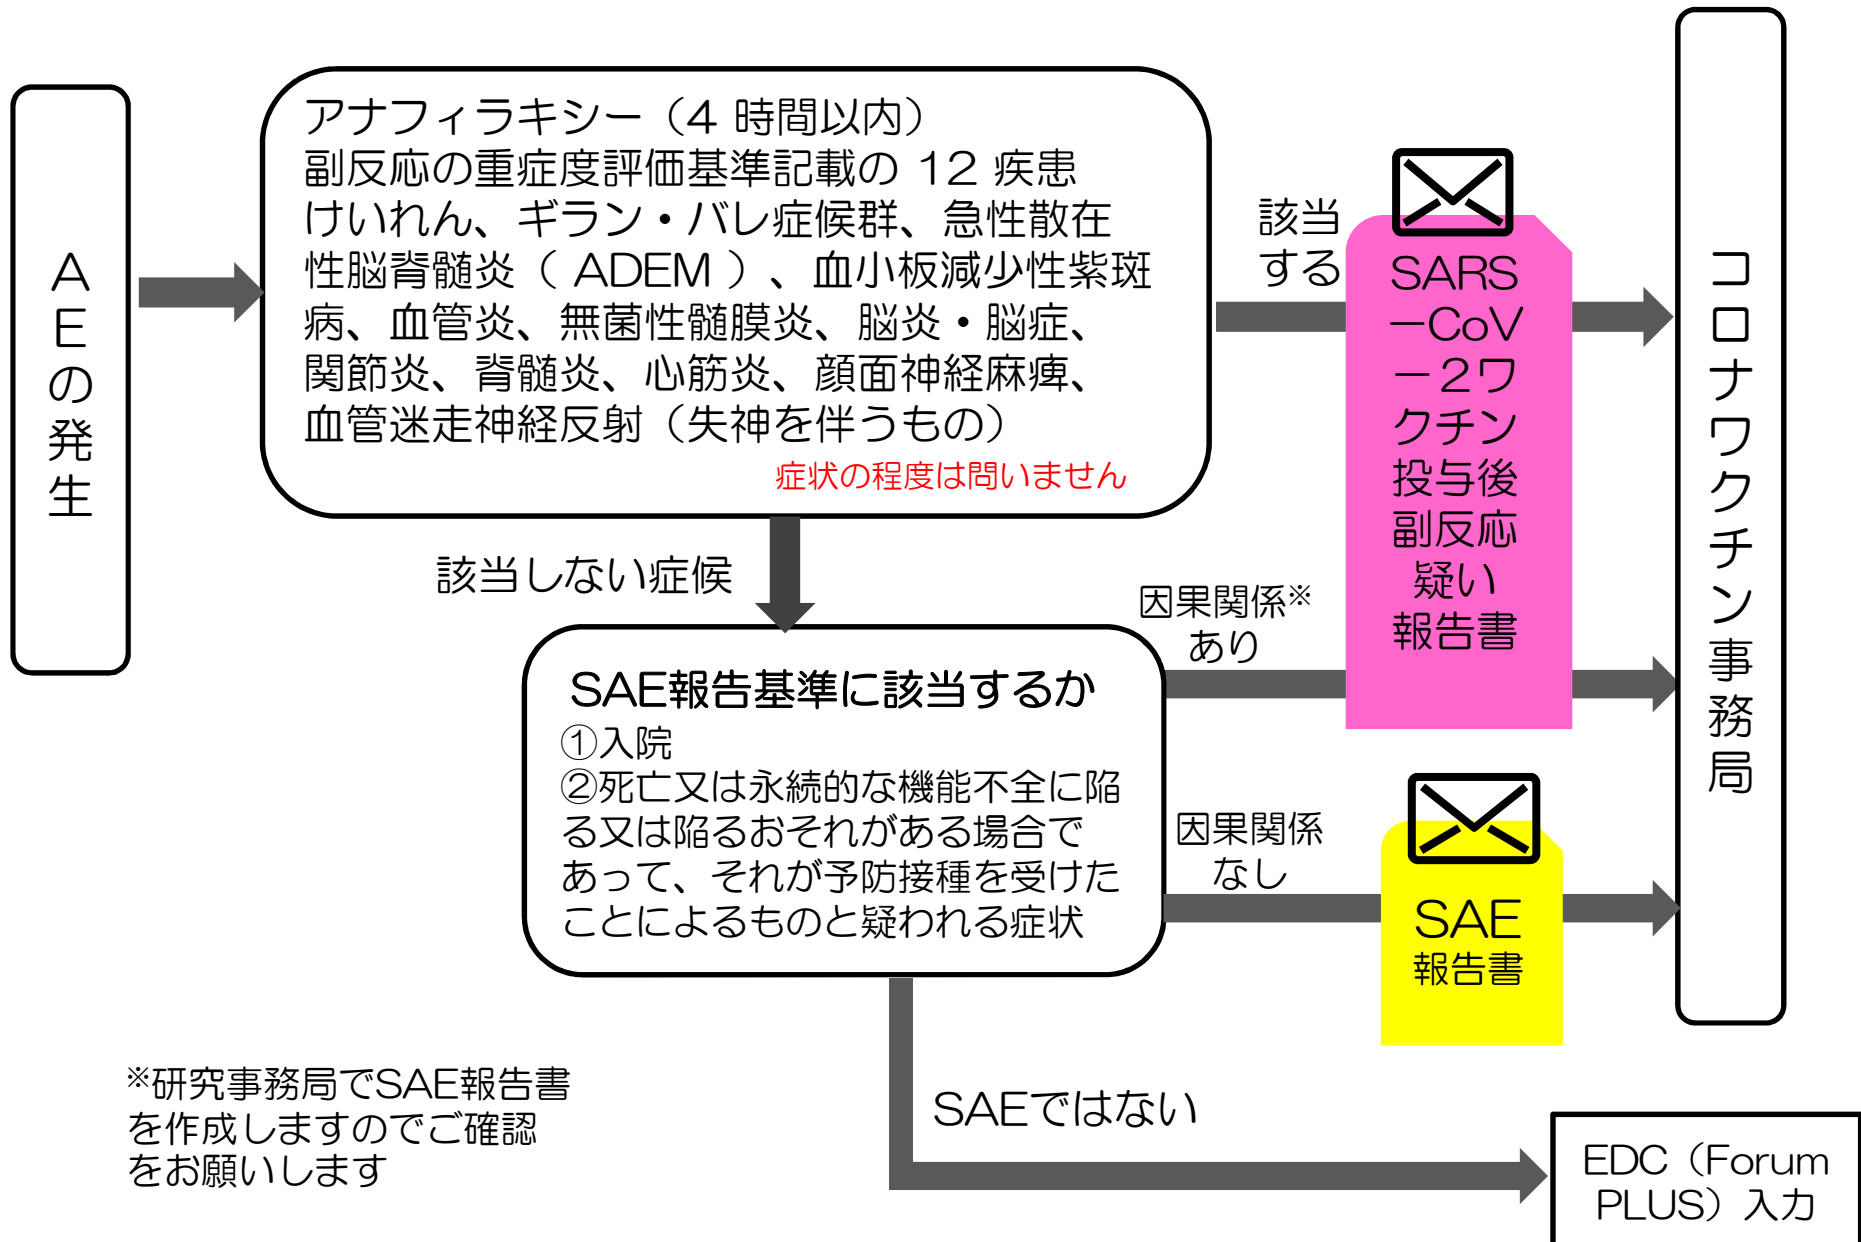 AEの発生
アナフィラキシー（4 時間以内）
副反応の重症度評価基準記載の 12 疾患
けいれん、ギラン・バレ症候群、急性散在
性脳脊髄炎（ ADEM ）、血小板減少性紫斑
病、血管炎、無菌性髄膜炎、脳炎・脳症、
関節炎、脊髄炎、心筋炎、顔面神経麻痺、
血管迷走神経反射（失神を伴うもの）
症状の程度は問いません
該当
する
SARS
－CoV
－2ワ
クチン
投与後
副反応
疑い
報告書
コロナワクチン事務局
該当しない症候
因果関係※
あり
SAE報告基準に該当するか
①入院
②死亡又は永続的な機能不全に陥
る又は陥るおそれがある場合で
あって、それが予防接種を受けた
ことによるものと疑われる症状
因果関係
なし
SAE
報告書
※研究事務局でSAE報告書
を作成しますのでご確認
をお願いします
SAEではない
EDC（Forum
PLUS）入力